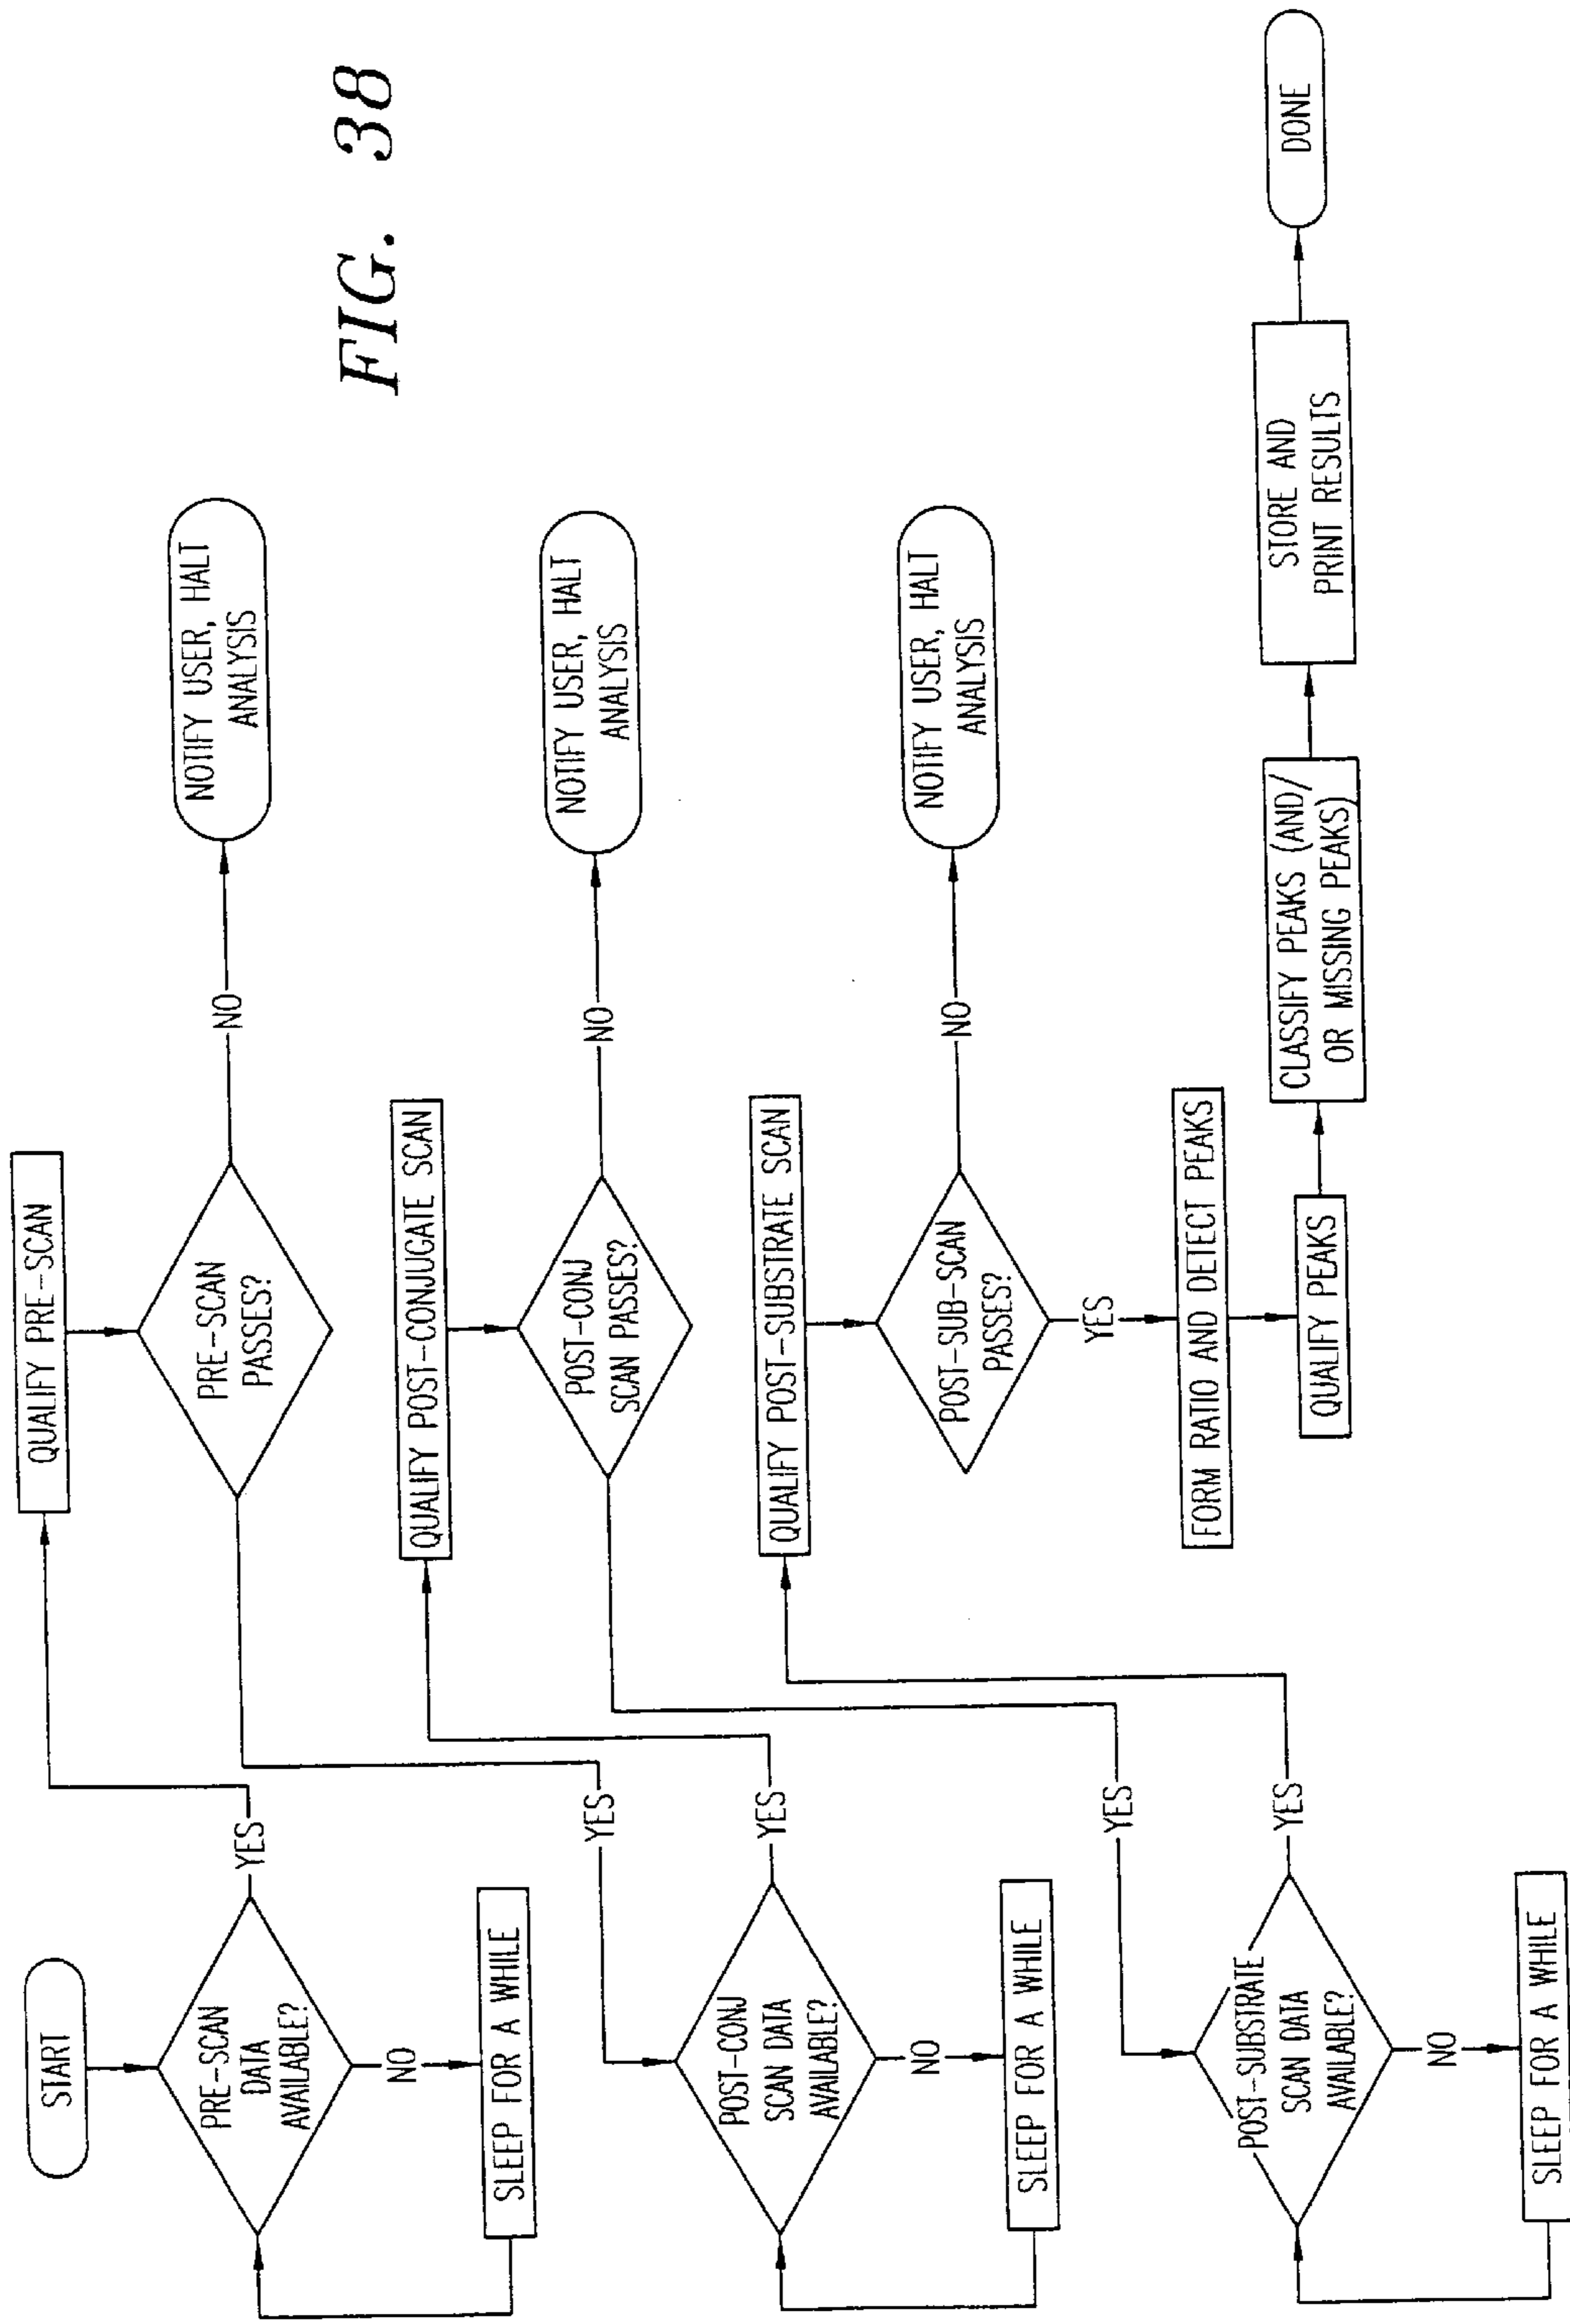 START
PRE-SCAN
DATA
AVAILABLE?
YES
NO
SLEEP FOR A WHILE
QUALIFY PRE-SCAN
PRE-SCAN
PASSES?
NO
NOTIFY USER, HALT
ANALYSIS
YES
POST-CONJ
SCAN DATA
AVAILABLE?
YES
NO
SLEEP FOR A WHILE
QUALIFY POST-CONJUGATE SCAN
POST-CONJ
SCAN PASSES?
NO
NOTIFY USER, HALT
ANALYSIS
YES
POST-SUBSTRATE
SCAN DATA
AVAILABLE?
YES
NO
SLEEP FOR A WHILE
QUALIFY POST-SUBSTRATE SCAN
POST-SUB-SCAN
PASSES?
NO
NOTIFY USER, HALT
ANALYSIS
YES
FORM RATIO AND DETECT PEAKS
QUALIFY PEAKS
CLASSIFY PEAKS (AND/
OR MISSING PEAKS)
STORE AND
PRINT RESULTS
DONE
FIG. 38